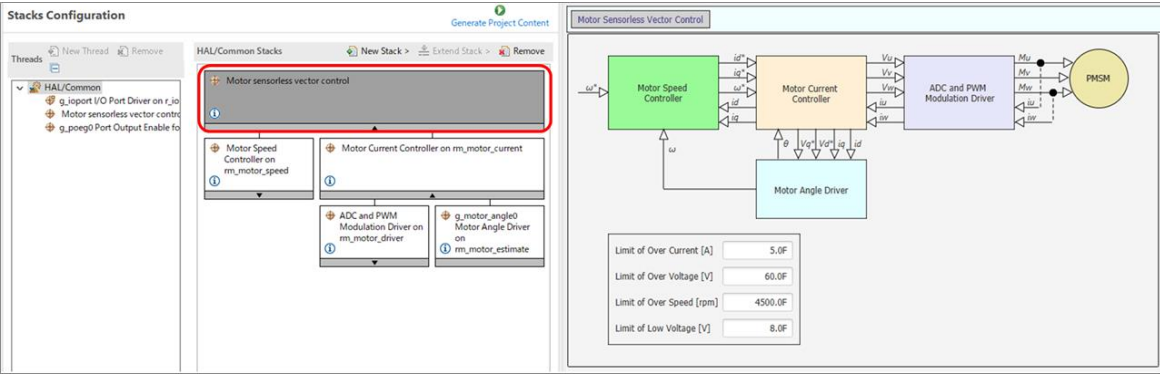 Stacks Configuration
Generate Project Content
Threads
New Thread
Remove
HAL/Common
g_ioport I/O Port Driver on r_io
Motor sensorless vector contro
g_poeg0 Port Output Enable fo
HAL/Common Stacks
New Stack >
Extend Stack >
Remove
Motor sensorless vector control
Motor Speed
Controller on
rm_motor_speed
Motor Current Controller on rm_motor_current
ADC and PWM
Modulation Driver on
rm_motor_driver
g_motor_angle0
Motor Angle Driver
on
rm_motor_estimate
Motor Sensorless Vector Control
ω*
Motor Speed
Controller
id*
iq*
ω*
id
iq
Motor Current
Controller
Vu
Vv
Vw
iu
iw
ADC and PWM
Modulation Driver
Mu
Mv
Mw
iu
iw
PMSM
ω
θ
Vq*
Vd*
iq
id
Motor Angle Driver
Limit of Over Current [A] 5.0F
Limit of Over Voltage [V] 60.0F
Limit of Over Speed [rpm] 4500.0F
Limit of Low Voltage [V] 8.0F